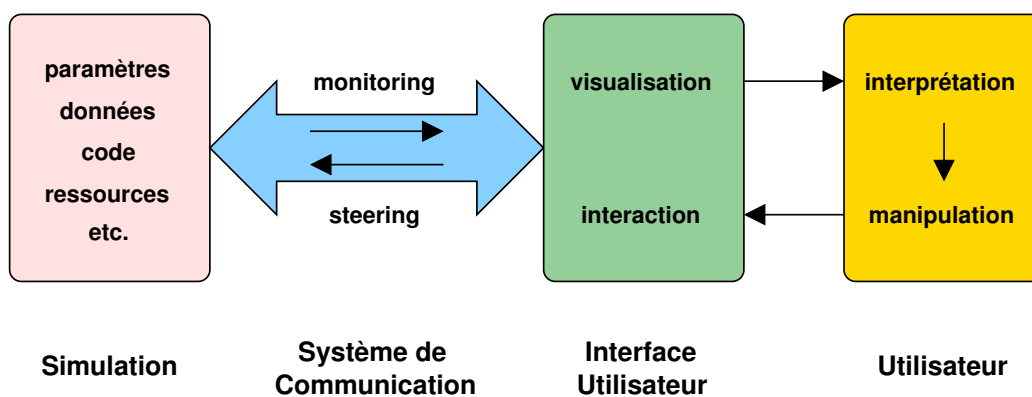 paramètres
données
code
ressources
etc.
monitoring
steering
visualisation
interaction
interprétation
manipulation
Simulation
Système de
Communication
Interface
Utilisateur
Utilisateur